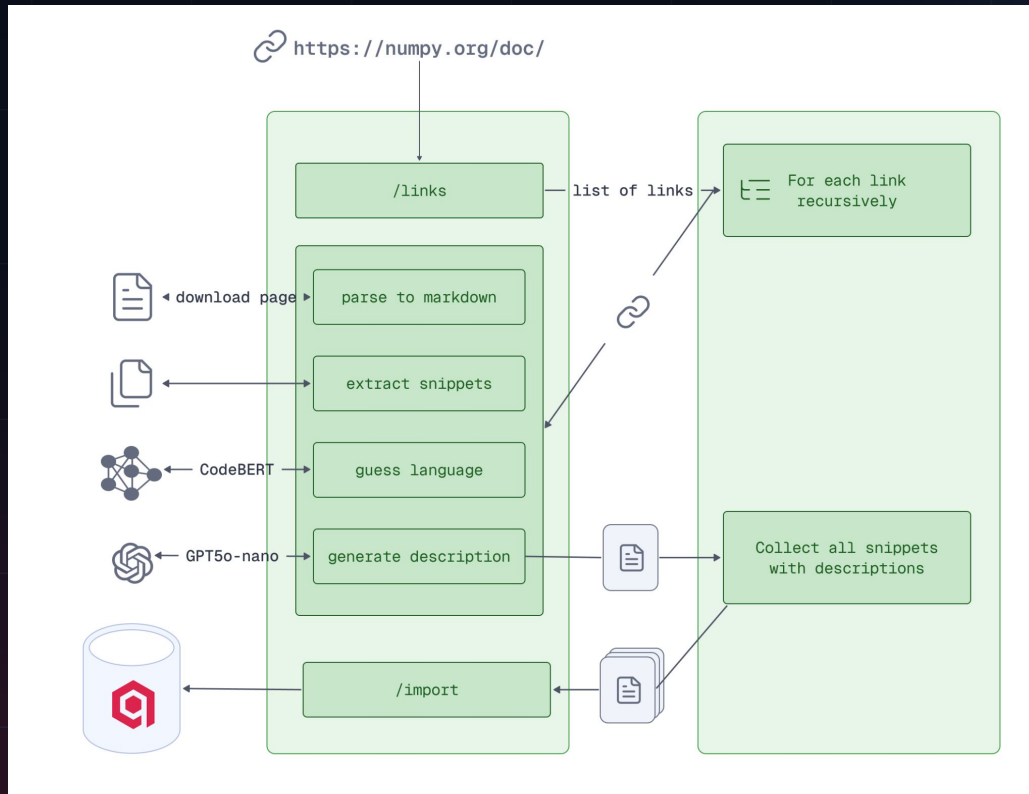 https://numpy.org/doc/
/links
list of links
For each link
recursively
download page
parse to markdown
extract snippets
CodeBERT
guess language
GPT5o-nano
generate description
Collect all snippets
with descriptions
/import